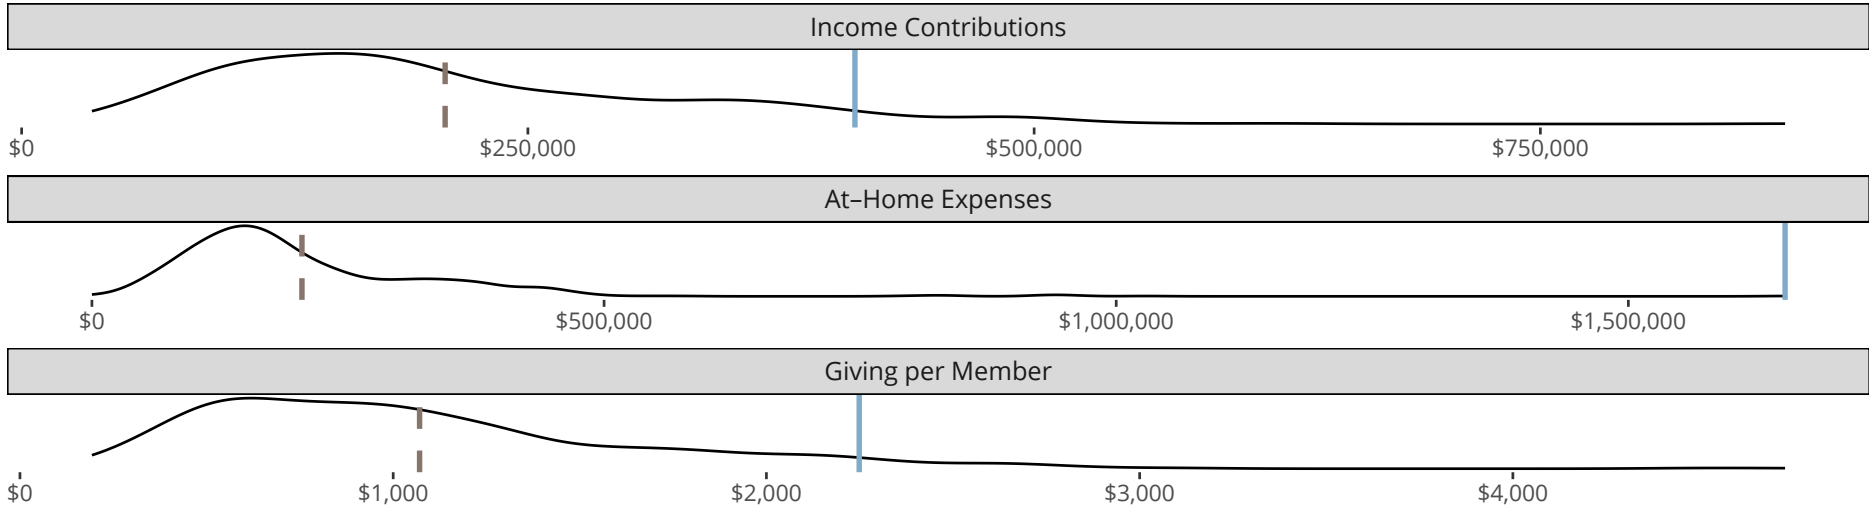 Income Contributions
$0 $250,000 $500,000 $750,000
At–Home Expenses
$0 $500,000 $1,000,000 $1,500,000
Giving per Member
$0 $1,000 $2,000 $3,000 $4,000